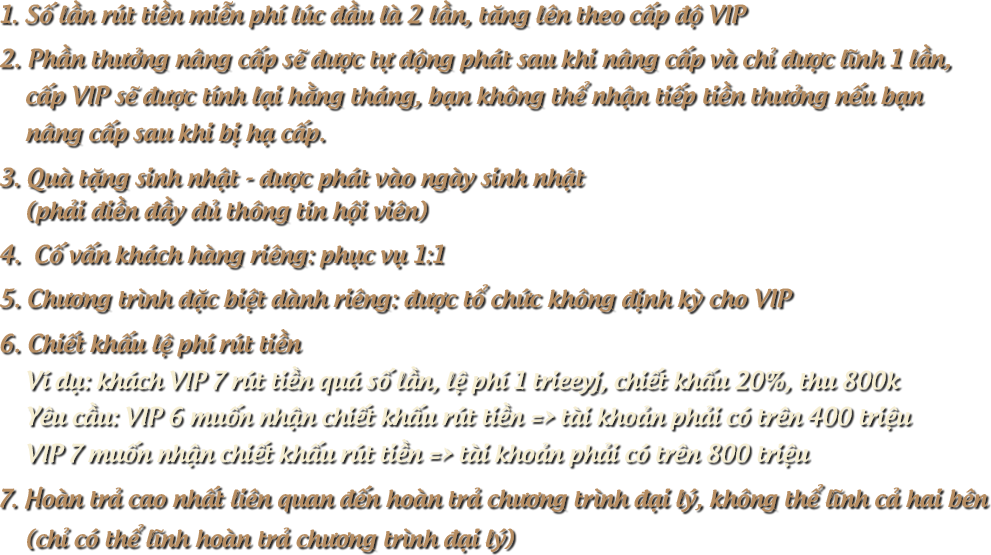 1. Số lần rút tiền miễn phí lúc đầu là 2 lần, tăng lên theo cấp độ VIP
2. Phần thưởng nâng cấp sẽ được tự động phát sau khi nâng cấp và chỉ được lĩnh 1 lần,
cấp VIP sẽ được tính lại hằng tháng, bạn không thể nhận tiếp tiền thưởng nếu bạn
nâng cấp sau khi bị hạ cấp.
3. Quà tặng sinh nhật - được phát vào ngày sinh nhật
(phải điền đầy đủ thông tin hội viên)
4. Cố vấn khách hàng riêng: phục vụ 1:1
5. Chương trình đặc biệt dành riêng: được tổ chức không định kỳ cho VIP
6. Chiết khấu lệ phí rút tiền
Ví dụ: khách VIP 7 rút tiền quá số lần, lệ phí 1 trieeyj, chiết khấu 20%, thu 800k
Yêu cầu: VIP 6 muốn nhận chiết khấu rút tiền => tài khoản phải có trên 400 triệu
VIP 7 muốn nhận chiết khấu rút tiền => tài khoản phải có trên 800 triệu
7. Hoàn trả cao nhất liên quan đến hoàn trả chương trình đại lý, không thể lĩnh cả hai bên
(chỉ có thể lĩnh hoàn trả chương trình đại lý)